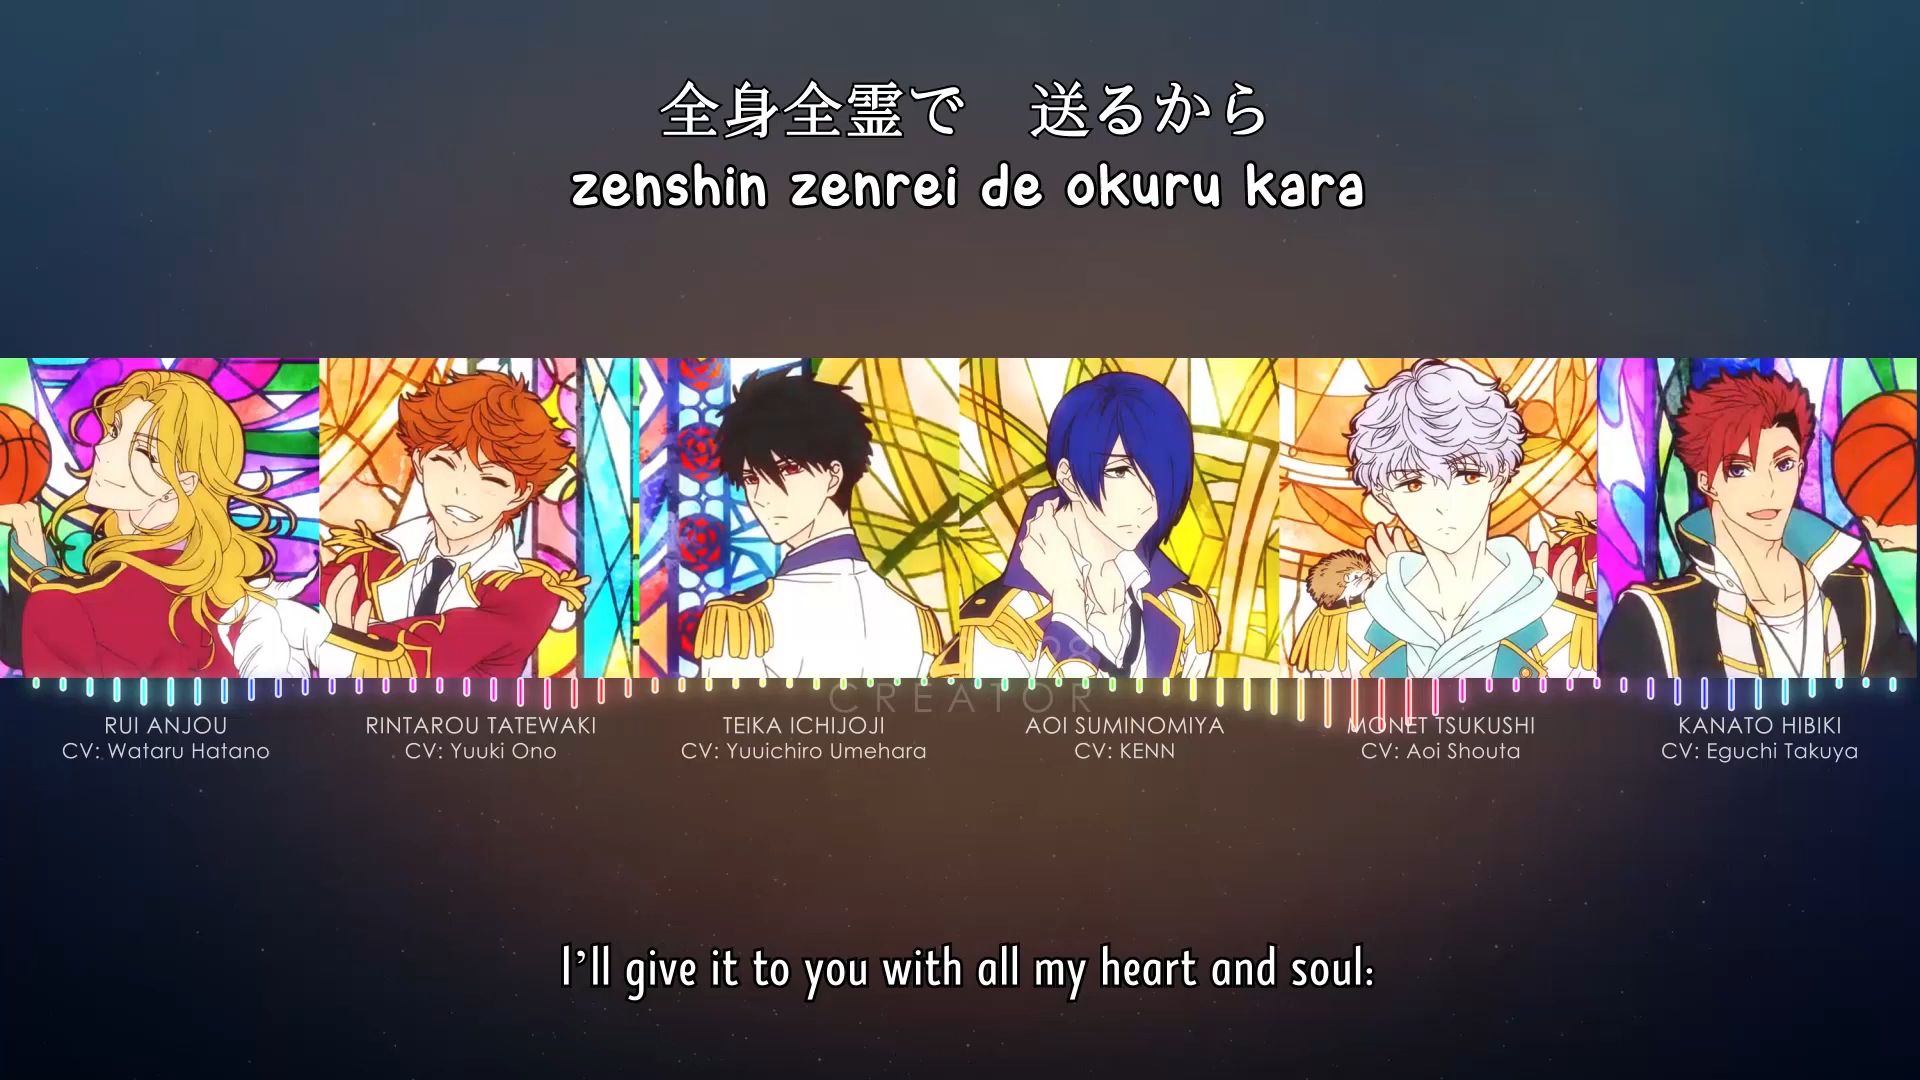 全身全霊で　送るから
zenshin zenrei de okuru kara
CREATOR
RUI ANJOU
CV: Wataru Hatano
RINTAROU TATEWAKI
CV: Yuuki Ono
TEIKA ICHIJOJI
CV: Yuuichiro Umehara
AOI SUMINOMIYA
CV: KENN
MONET TSUKUSHI
CV: Aoi Shouta
KANATO HIBIKI
CV: Eguchi Takuya
I’ll give it to you with all my heart and soul: